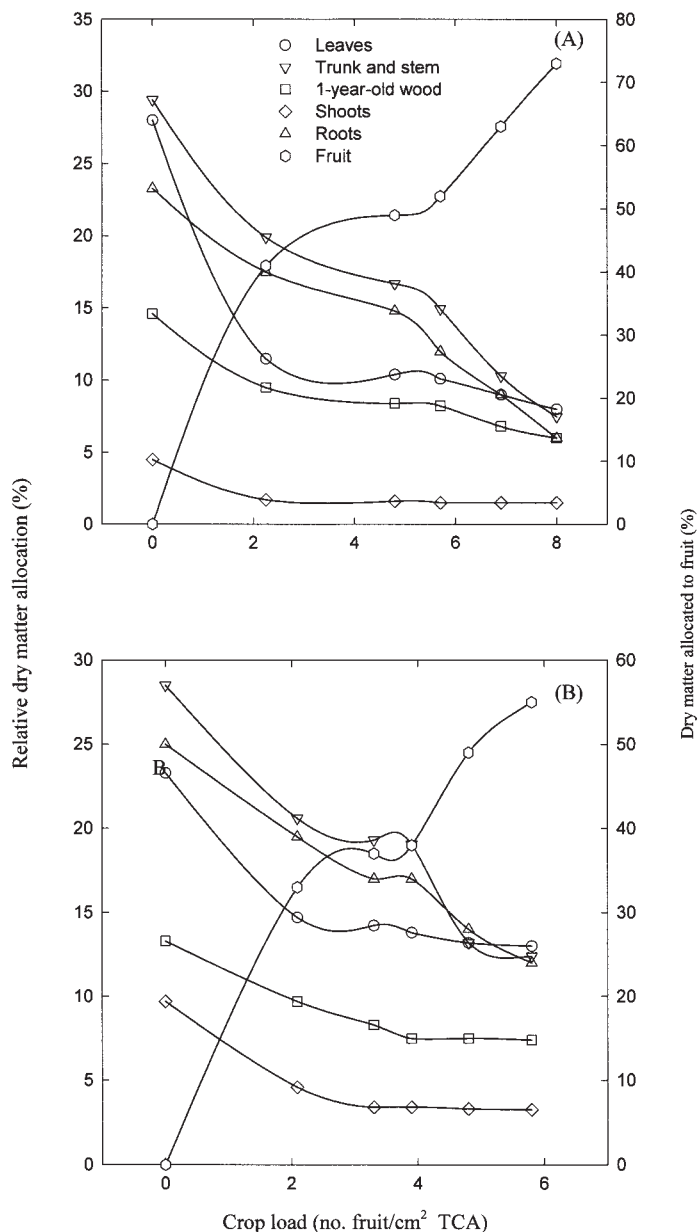 35
30
25
20
15
10
5
0
80
70
60
50
40
30
20
10
0
(A)
Leaves
Trunk and stem
1-year-old wood
Shoots
Roots
Fruit
0 2 4 6 8
Relative dry matter allocation (%)
Dry matter allocated to fruit (%)
30
25
20
15
10
5
0
60
50
40
30
20
10
0
(B)
B
0 2 4 6
Crop load (no. fruit/cm² TCA)